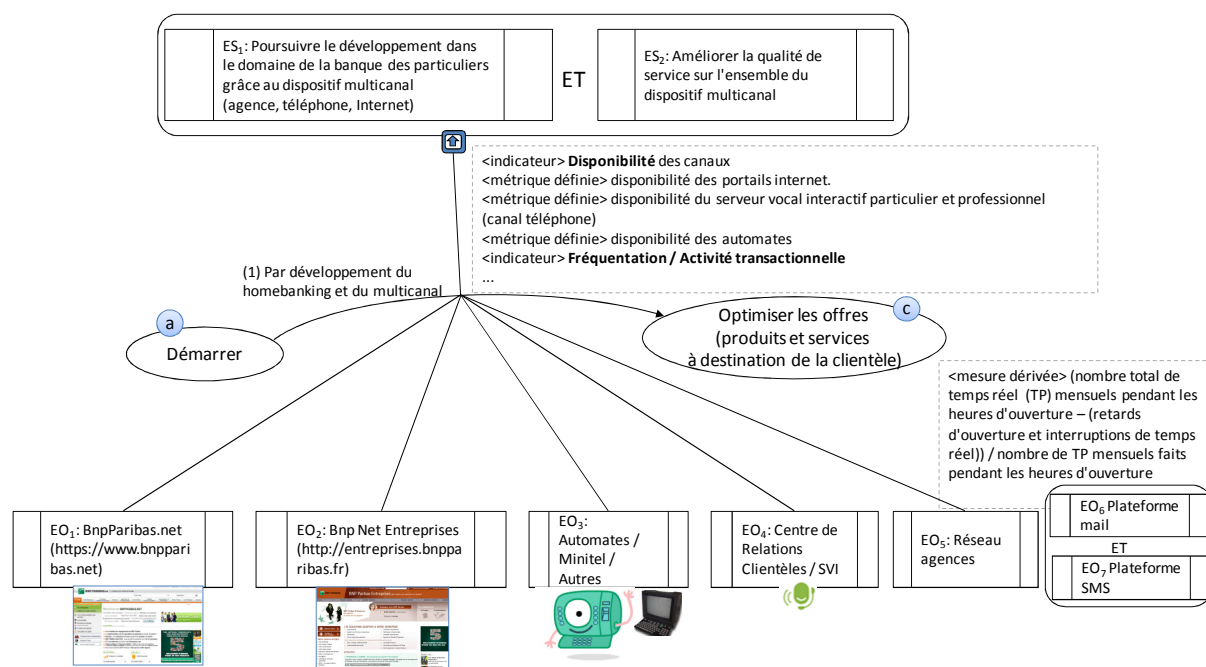 ES1: Poursuivre le développement dans
le domaine de la banque des particuliers
grâce au dispositif multicanal
(agence, téléphone, Internet)
ET
ES2: Améliorer la qualité de
service sur l'ensemble du
dispositif multicanal
<indicateur> Disponibilité des canaux
<métrique définie> disponibilité des portails internet.
<métrique définie> disponibilité du serveur vocal interactif particulier et professionnel
(canal téléphone)
<métrique définie> disponibilité des automates
<indicateur> Fréquentation / Activité transactionnelle
...
(1) Par développement du
homebanking et du multicanal
a
Démarrer
c
Optimiser les offres
(produits et services
à destination de la clientèle)
<mesure dérivée> (nombre total de
temps réel (TP) mensuels pendant les
heures d'ouverture – (retards
d'ouverture et interruptions de temps
réel)) / nombre de TP mensuels faits
pendant les heures d'ouverture
EO1: BnpParibas.net
(https://www.bnppari
bas.net)
EO2: Bnp Net Entreprises
(http://entreprises.bnppa
ribas.fr)
EO3:
Automates /
Minitel /
Autres
EO4: Centre de
Relations
Clientèles / SVI
EO5: Réseau
agences
EO6 Plateforme
mail
ET
EO7 Plateforme
SMS
BNP Paribas Entreprises